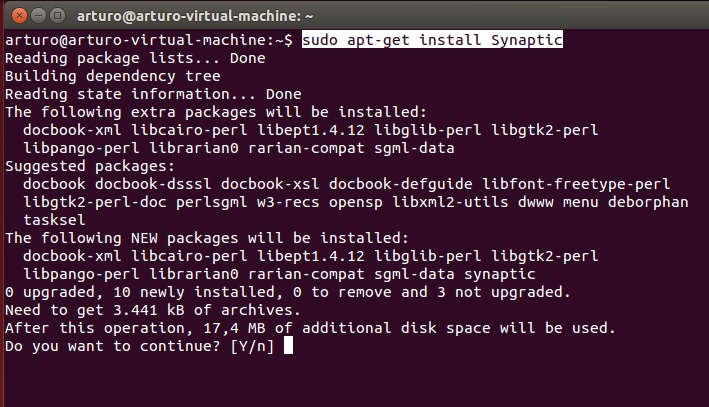 arturo@arturo-virtual-machine: ~
arturo@arturo-virtual-machine:~$ sudo apt-get install Synaptic
Reading package lists... Done
Building dependency tree
Reading state information... Done
The following extra packages will be installed:
  docbook-xml libcairo-perl libept1.4.12 libglib-perl libgtk2-perl
  libpango-perl librarian0 rarian-compat sgml-data
Suggested packages:
  docbook docbook-dsssl docbook-xsl docbook-defguide libfont-freetype-perl
  libgtk2-perl-doc perlsgml w3-recs opensp libxml2-utils dwww menu deborphan
  tasksel
The following NEW packages will be installed:
  docbook-xml libcairo-perl libept1.4.12 libglib-perl libgtk2-perl
  libpango-perl librarian0 rarian-compat sgml-data synaptic
0 upgraded, 10 newly installed, 0 to remove and 3 not upgraded.
Need to get 3.441 kB of archives.
After this operation, 17,4 MB of additional disk space will be used.
Do you want to continue? [Y/n]